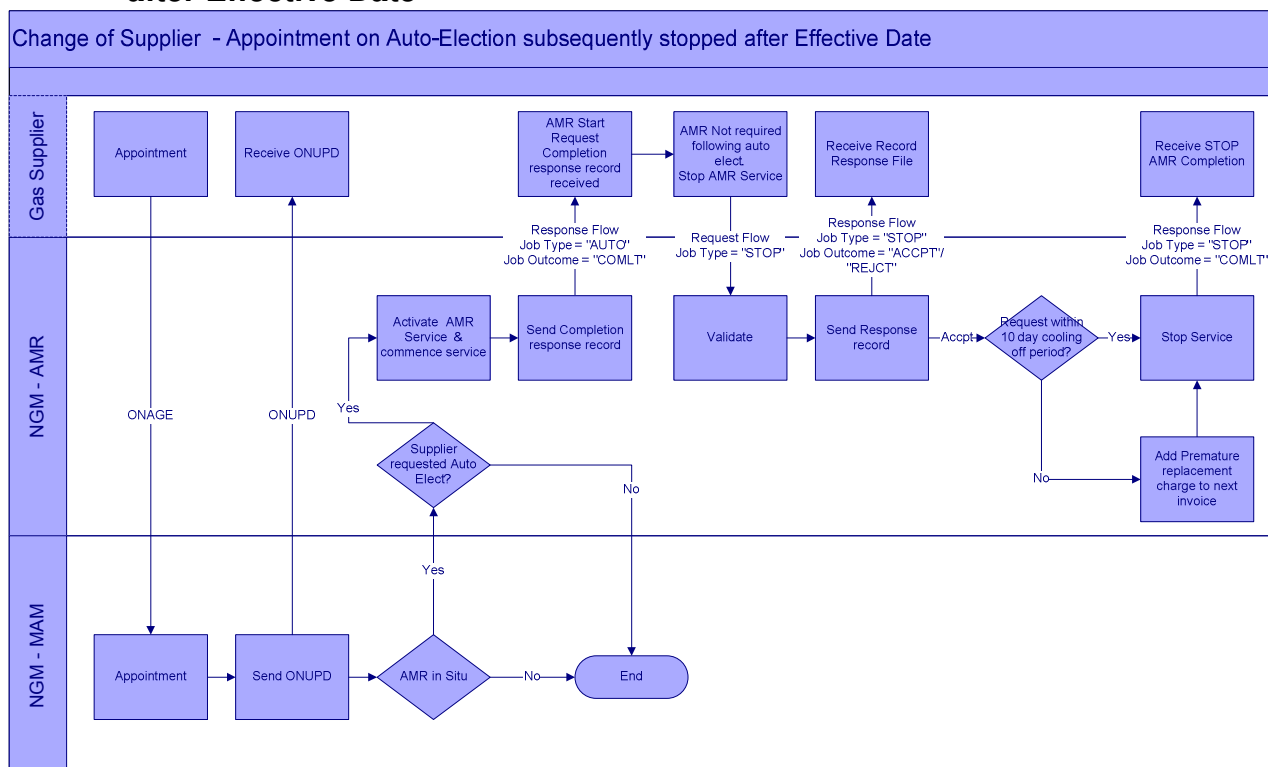 after Effective Date
Change of Supplier - Appointment on Auto-Election subsequently stopped after Effective Date
Gas Supplier
Appointment
Receive ONUPD
AMR Start
Request
Completion
response record
received
AMR Not required
following auto
elect.
Stop AMR Service
Receive Record
Response File
Receive STOP
AMR Completion
Response Flow
Job Type = "AUTO"
Job Outcome = "COMLT"
Request Flow
Job Type = "STOP"
Response Flow
Job Type = "STOP"
Job Outcome = "ACCPT"/
"REJCT"
Response Flow
Job Type = "STOP"
Job Outcome = "COMLT"
NGM - AMR
Activate AMR
Service &
commence service
Send Completion
response record
Validate
Send Response
record
Accpt
Request within
10 day cooling
off period?
Yes
Stop Service
ONAGE
ONUPD
Yes
Supplier
requested Auto
Elect?
No
No
Add Premature
replacement
charge to next
invoice
NGM - MAM
Yes
Appointment
Send ONUPD
AMR in Situ
No
End